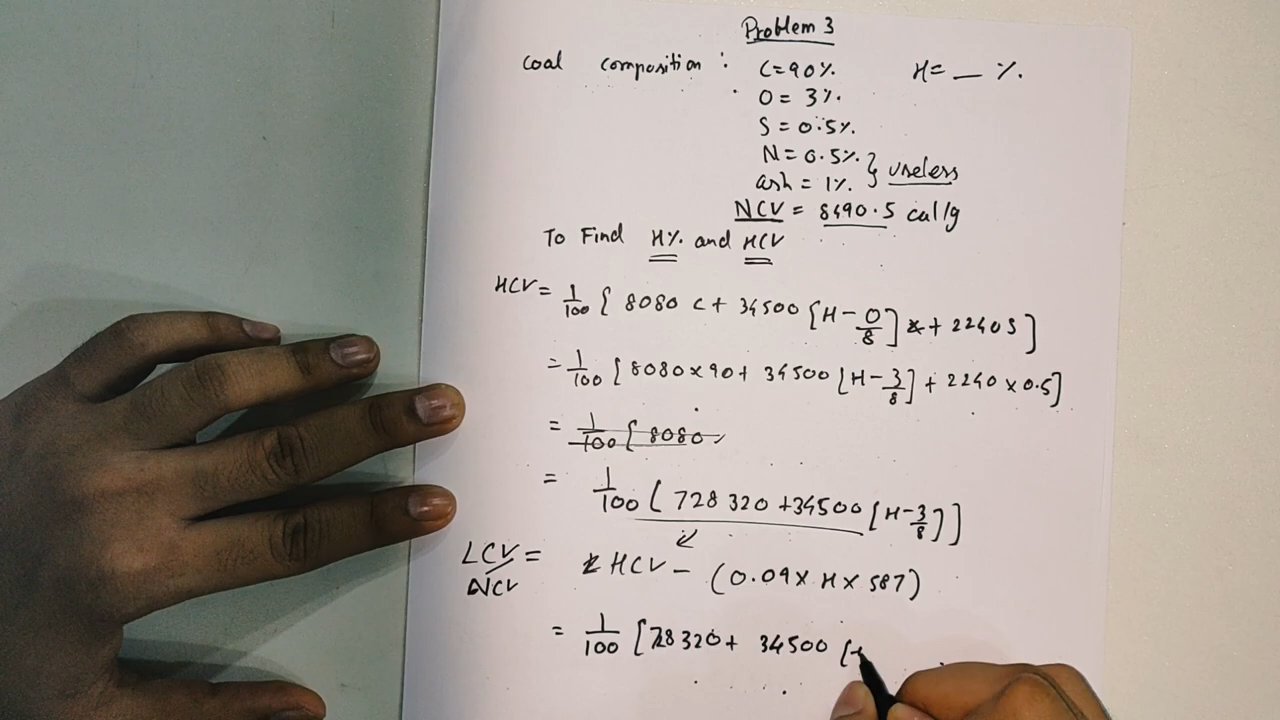 Problem 3
Coal composition : C=90%. H= __ %.
O = 3%.
S = 0.5%.
N = 0.5%. } useless
ash = 1%.
NCV = 8490.5 cal/g
To Find H% and HCV
HCV = 1/100 { 8080 C + 34500 [H - O/8] + 2240 S ]
= 1/100 [ 8080 × 90 + 34500 [H - 3/8] + 2240 × 0.5]
= 1/100 [ 8080
= 1/100 [ 728320 + 34500 [H - 3/8] ]
LCV/NCV = HCV - (0.09 × H × 587)
= 1/100 [728320 + 34500 [